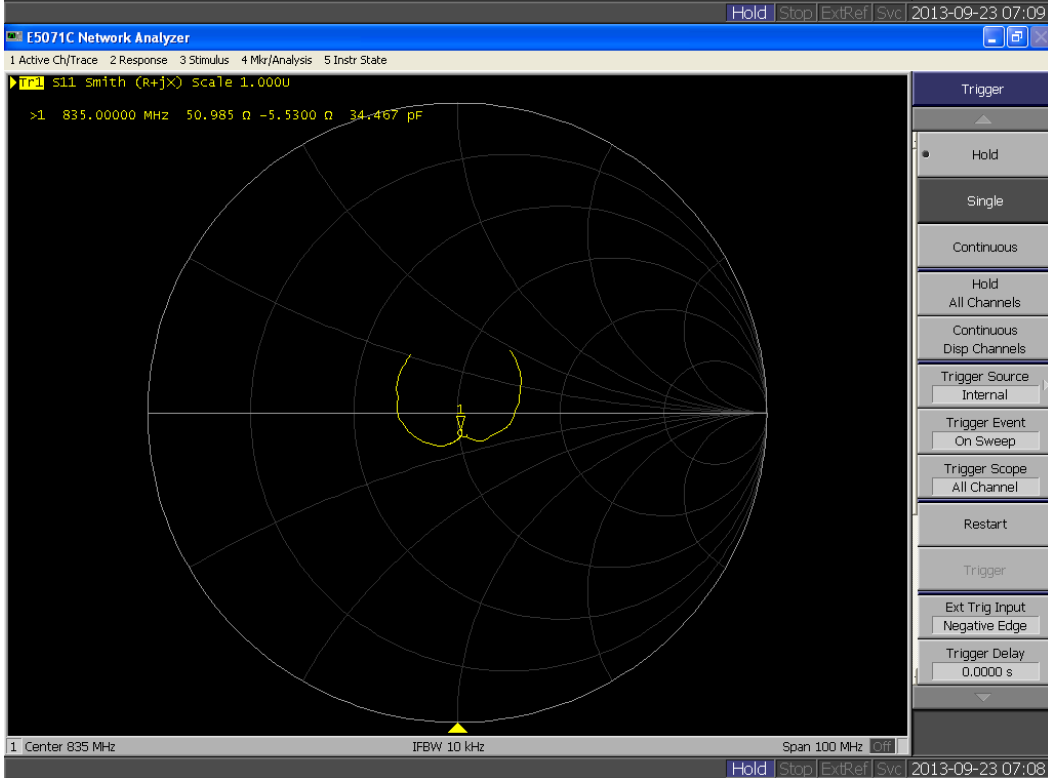 Hold Stop ExtRef Svc 2013-09-23 07:09
E5071C Network Analyzer
1 Active Ch/Trace 2 Response 3 Stimulus 4 Mkr/Analysis 5 Instr State
Tr1 S11 Smith (R+jX) Scale 1.000U
>1 835.00000 MHz 50.985 Ω -5.5300 Ω 34.467 pF
1
Trigger
Hold
Single
Continuous
Hold
All Channels
Continuous
Disp Channels
Trigger Source
Internal
Trigger Event
On Sweep
Trigger Scope
All Channel
Restart
Trigger
Ext Trig Input
Negative Edge
Trigger Delay
0.0000 s
1 Center 835 MHz IFBW 10 kHz Span 100 MHz Off
Hold Stop ExtRef Svc 2013-09-23 07:08